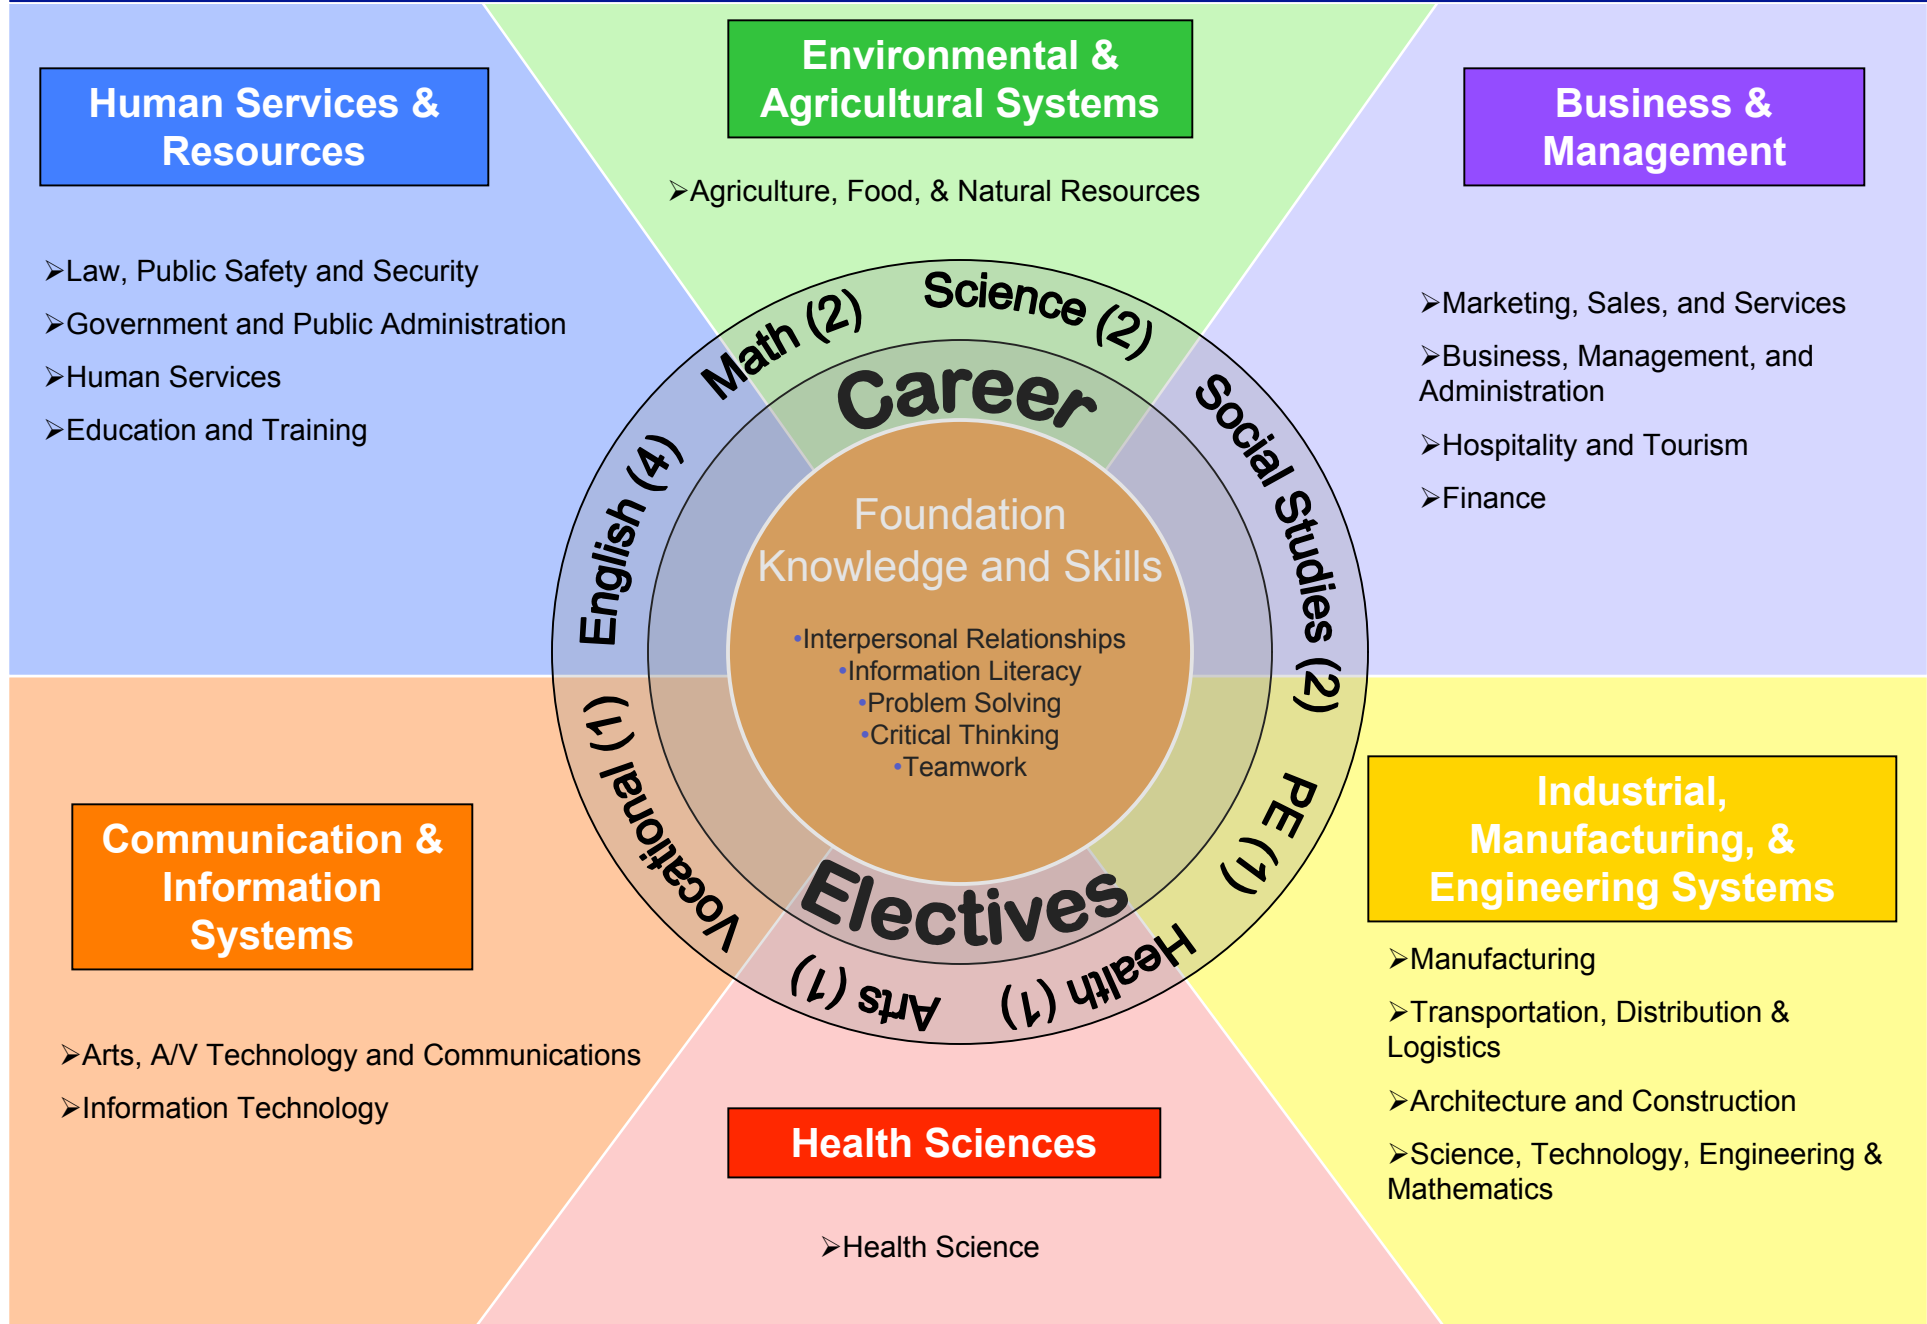 Human Services &
Resources
➢Law, Public Safety and Security
➢Government and Public Administration
➢Human Services
➢Education and Training
Environmental &
Agricultural Systems
➢Agriculture, Food, & Natural Resources
Business &
Management
➢Marketing, Sales, and Services
➢Business, Management, and
Administration
➢Hospitality and Tourism
➢Finance
English (4)
Math (2)
Science (2)
Social Studies (2)
PE (1)
Health (1)
Arts (1)
Vocational (1)
Career
Foundation
Knowledge and Skills
•Interpersonal Relationships
•Information Literacy
•Problem Solving
•Critical Thinking
•Teamwork
Electives
Communication &
Information
Systems
➢Arts, A/V Technology and Communications
➢Information Technology
Health Sciences
➢Health Science
Industrial,
Manufacturing, &
Engineering Systems
➢Manufacturing
➢Transportation, Distribution &
Logistics
➢Architecture and Construction
➢Science, Technology, Engineering &
Mathematics